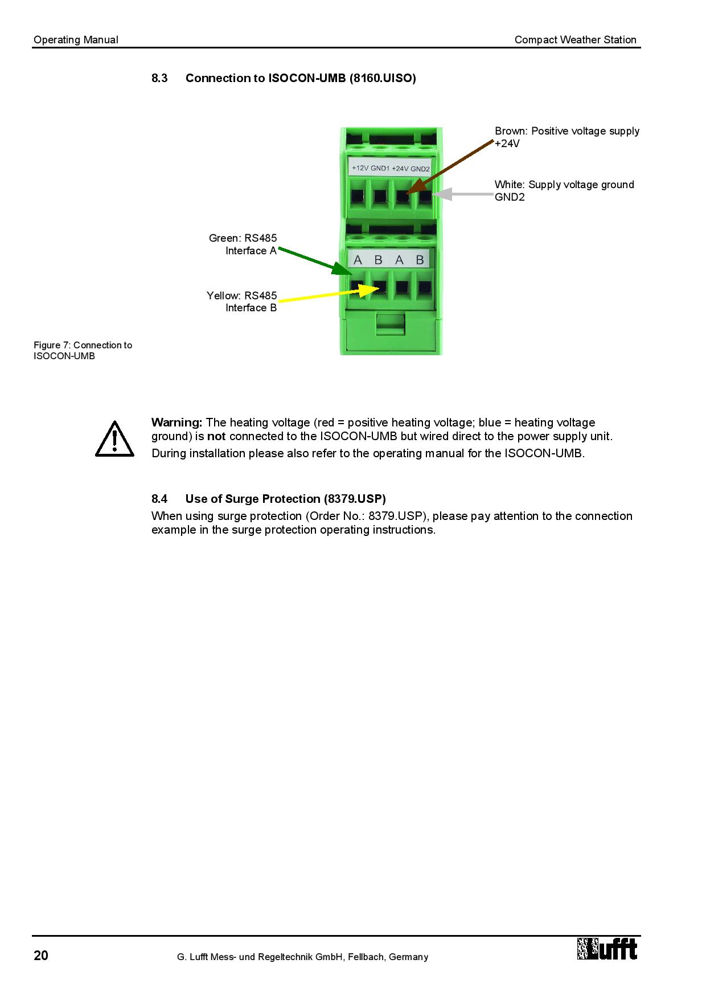 Operating Manual
Compact Weather Station
8.3 Connection to ISOCON-UMB (8160.UISO)
Brown: Positive voltage supply
+24V
+12V GND1 +24V GND2
White: Supply voltage ground
GND2
Green: RS485
Interface A
A B A B
Yellow: RS485
Interface B
Figure 7: Connection to
ISOCON-UMB
Warning: The heating voltage (red = positive heating voltage; blue = heating voltage
ground) is not connected to the ISOCON-UMB but wired direct to the power supply unit.
During installation please also refer to the operating manual for the ISOCON-UMB.
8.4 Use of Surge Protection (8379.USP)
When using surge protection (Order No.: 8379.USP), please pay attention to the connection
example in the surge protection operating instructions.
20
G. Lufft Mess- und Regeltechnik GmbH, Fellbach, Germany
Lufft